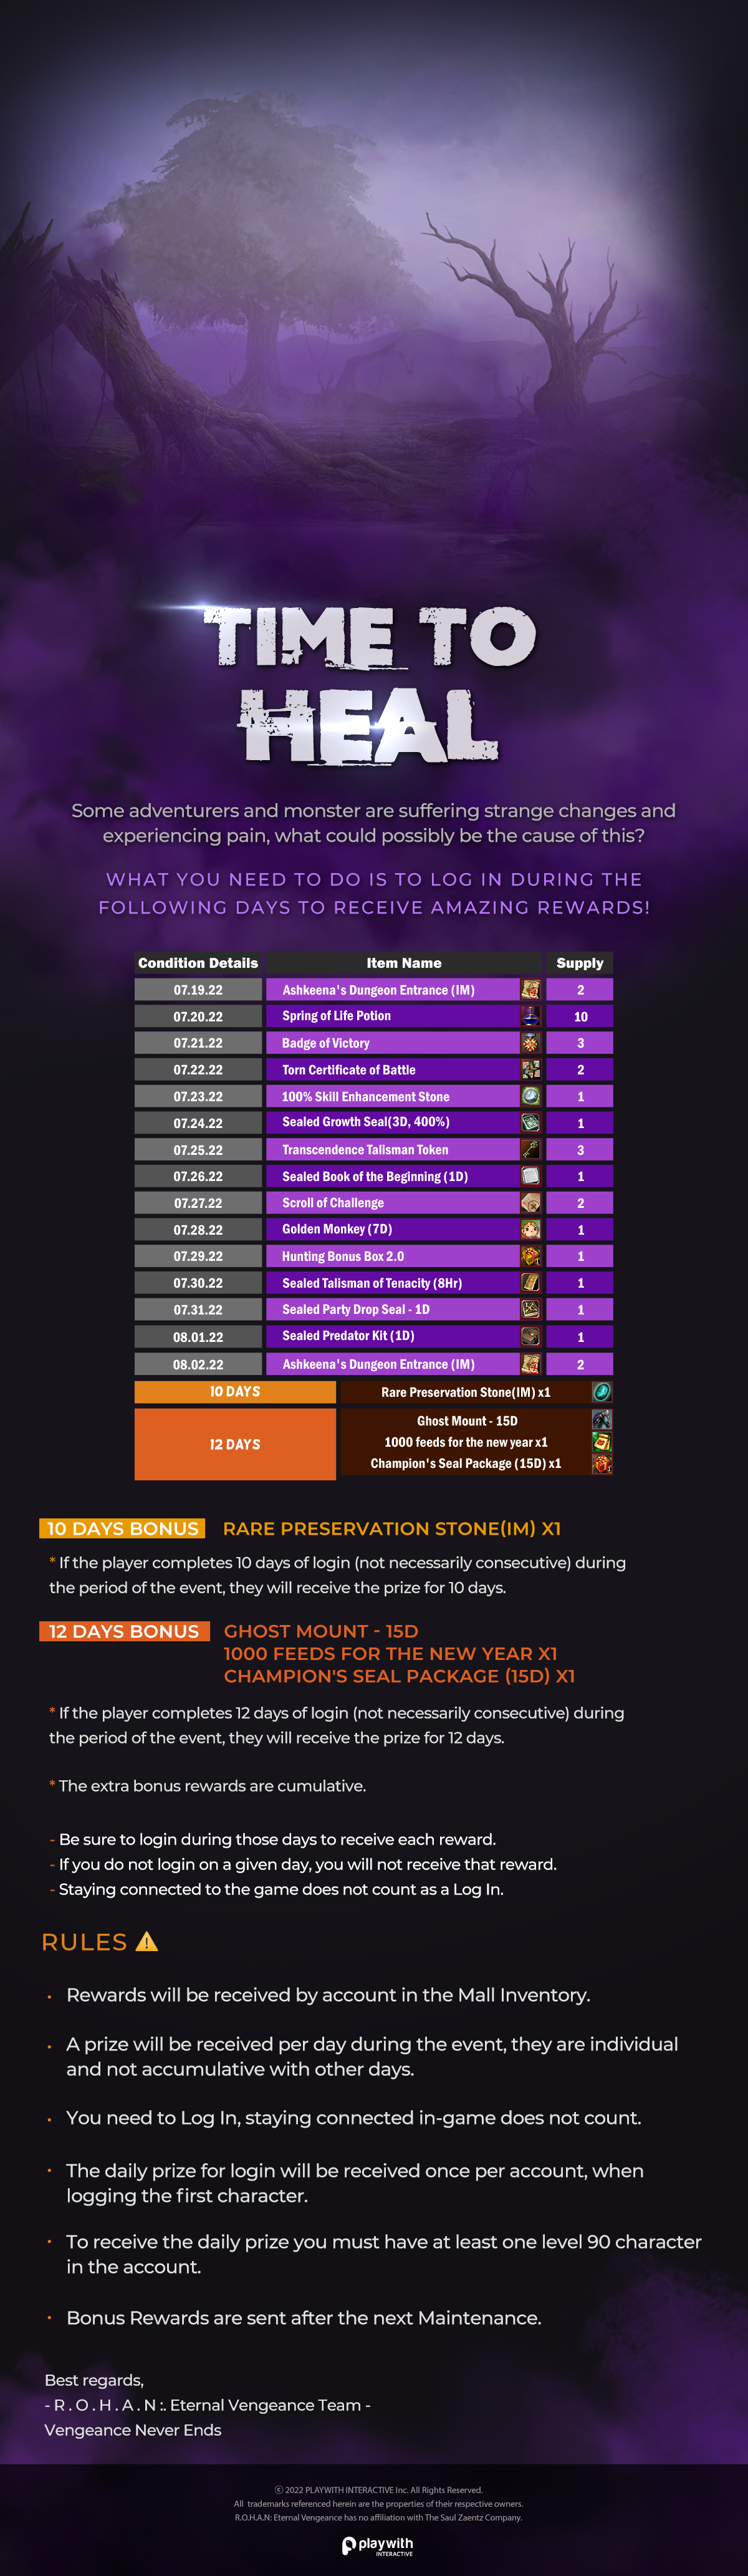 TIME TO
HEAL
Some adventurers and monster are suffering strange changes and
experiencing pain, what could possibly be the cause of this?
WHAT YOU NEED TO DO IS TO LOG IN DURING THE
FOLLOWING DAYS TO RECEIVE AMAZING REWARDS!
Condition Details Item Name Supply
07.19.22 Ashkeena's Dungeon Entrance (IM) 2
07.20.22 Spring of Life Potion 10
07.21.22 Badge of Victory 3
07.22.22 Torn Certificate of Battle 2
07.23.22 100% Skill Enhancement Stone 1
07.24.22 Sealed Growth Seal(3D, 400%) 1
07.25.22 Transcendence Talisman Token 3
07.26.22 Sealed Book of the Beginning (1D) 1
07.27.22 Scroll of Challenge 2
07.28.22 Golden Monkey (7D) 1
07.29.22 Hunting Bonus Box 2.0 1
07.30.22 Sealed Talisman of Tenacity (8Hr) 1
07.31.22 Sealed Party Drop Seal - 1D 1
08.01.22 Sealed Predator Kit (1D) 1
08.02.22 Ashkeena's Dungeon Entrance (IM) 2
10 DAYS Rare Preservation Stone(IM) x1
12 DAYS
Ghost Mount - 15D
1000 feeds for the new year x1
Champion's Seal Package (15D) x1
10 DAYS BONUS RARE PRESERVATION STONE(IM) X1
* If the player completes 10 days of login (not necessarily consecutive) during
the period of the event, they will receive the prize for 10 days.
12 DAYS BONUS GHOST MOUNT - 15D
1000 FEEDS FOR THE NEW YEAR X1
CHAMPION'S SEAL PACKAGE (15D) X1
* If the player completes 12 days of login (not necessarily consecutive) during
the period of the event, they will receive the prize for 12 days.
* The extra bonus rewards are cumulative.
- Be sure to login during those days to receive each reward.
- If you do not login on a given day, you will not receive that reward.
- Staying connected to the game does not count as a Log In.
RULES
• Rewards will be received by account in the Mall Inventory.
• A prize will be received per day during the event, they are individual
and not accumulative with other days.
• You need to Log In, staying connected in-game does not count.
• The daily prize for login will be received once per account, when
logging the first character.
• To receive the daily prize you must have at least one level 90 character
in the account.
• Bonus Rewards are sent after the next Maintenance.
Best regards,
- R . O . H . A . N :. Eternal Vengeance Team -
Vengeance Never Ends
ⓒ 2022 PLAYWITH INTERACTIVE Inc. All Rights Reserved.
All trademarks referenced herein are the properties of their respective owners.
R.O.H.A.N: Eternal Vengeance has no affiliation with The Saul Zaentz Company.
playwith
INTERACTIVE